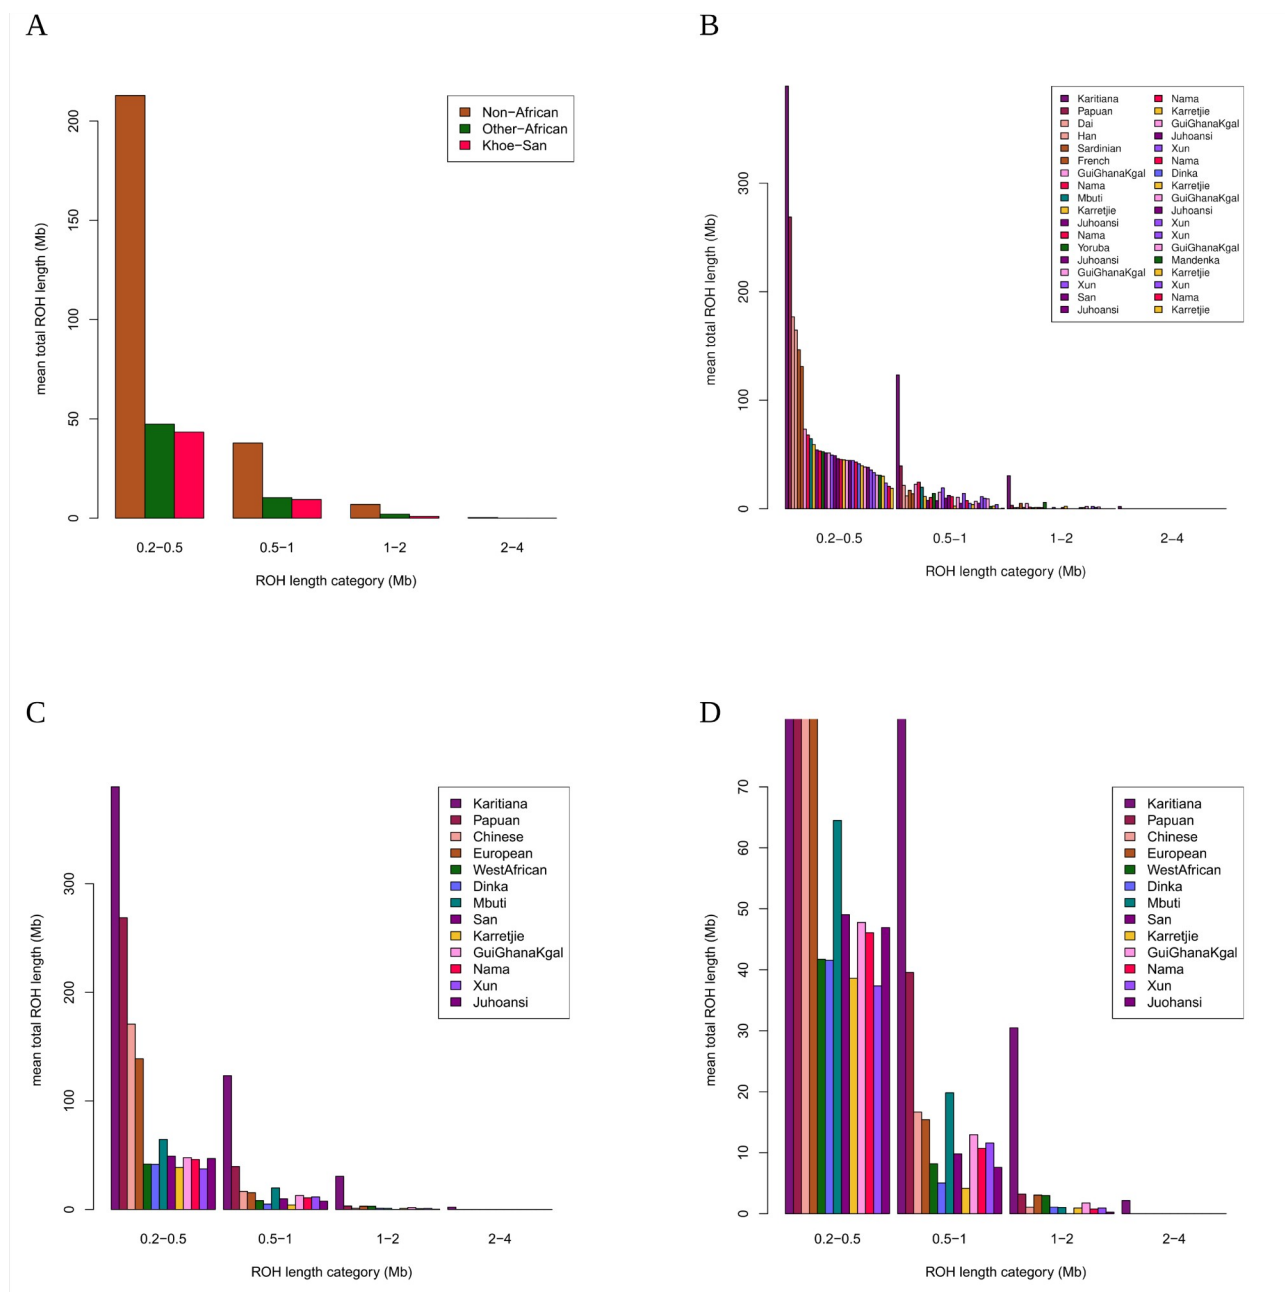 A
mean total ROH length (Mb)
200
150
100
50
0
Non−African
Other−African
Khoe−San
0.2−0.5
0.5−1
1−2
2−4
ROH length category (Mb)
B
mean total ROH length (Mb)
300
200
100
0
Karitiana
Papuan
Dai
Han
Sardinian
French
GuiGhanaKgal
Nama
Mbuti
Karretjie
Juhoansi
Nama
Yoruba
Juhoansi
GuiGhanaKgal
Xun
San
Juhoansi
Nama
Karretjie
GuiGhanaKgal
Juhoansi
Xun
Nama
Dinka
Karretjie
GuiGhanaKgal
Juhoansi
Xun
Xun
GuiGhanaKgal
Mandenka
Karretjie
Xun
Nama
Karretjie
0.2−0.5
0.5−1
1−2
2−4
ROH length category (Mb)
C
mean total ROH length (Mb)
300
200
100
0
Karitiana
Papuan
Chinese
European
WestAfrican
Dinka
Mbuti
San
Karretjie
GuiGhanaKgal
Nama
Xun
Juhoansi
0.2−0.5
0.5−1
1−2
2−4
ROH length category (Mb)
D
mean total ROH length (Mb)
70
60
50
40
30
20
10
0
Karitiana
Papuan
Chinese
European
WestAfrican
Dinka
Mbuti
San
Karretjie
GuiGhanaKgal
Nama
Xun
Juohansi
0.2−0.5
0.5−1
1−2
2−4
ROH length category (Mb)